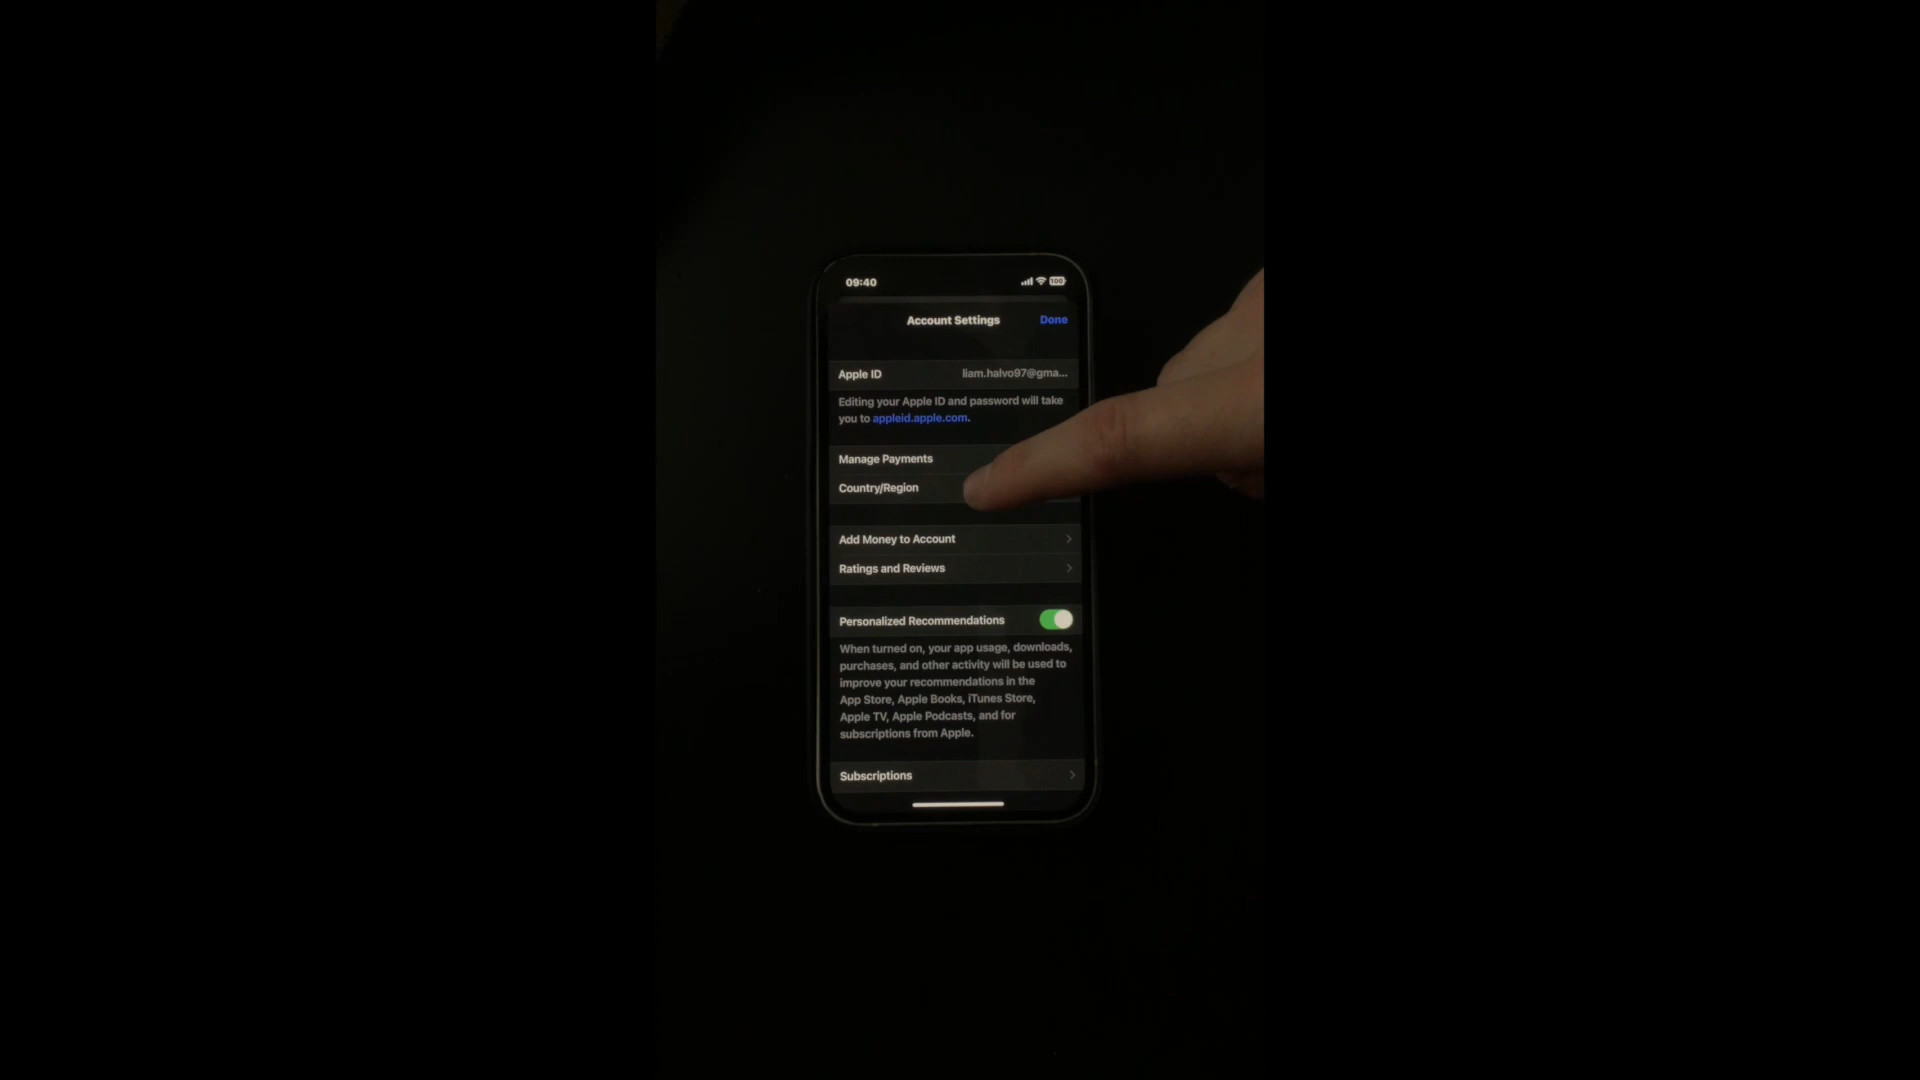 09:40
100
Account Settings
Done
Apple ID
liam.halvo97@gma...
Editing your Apple ID and password will take
you to appleid.apple.com.
Manage Payments
Country/Region
Add Money to Account
Ratings and Reviews
Personalized Recommendations
When turned on, your app usage, downloads,
purchases, and other activity will be used to
improve your recommendations in the
App Store, Apple Books, iTunes Store,
Apple TV, Apple Podcasts, and for
subscriptions from Apple.
Subscriptions